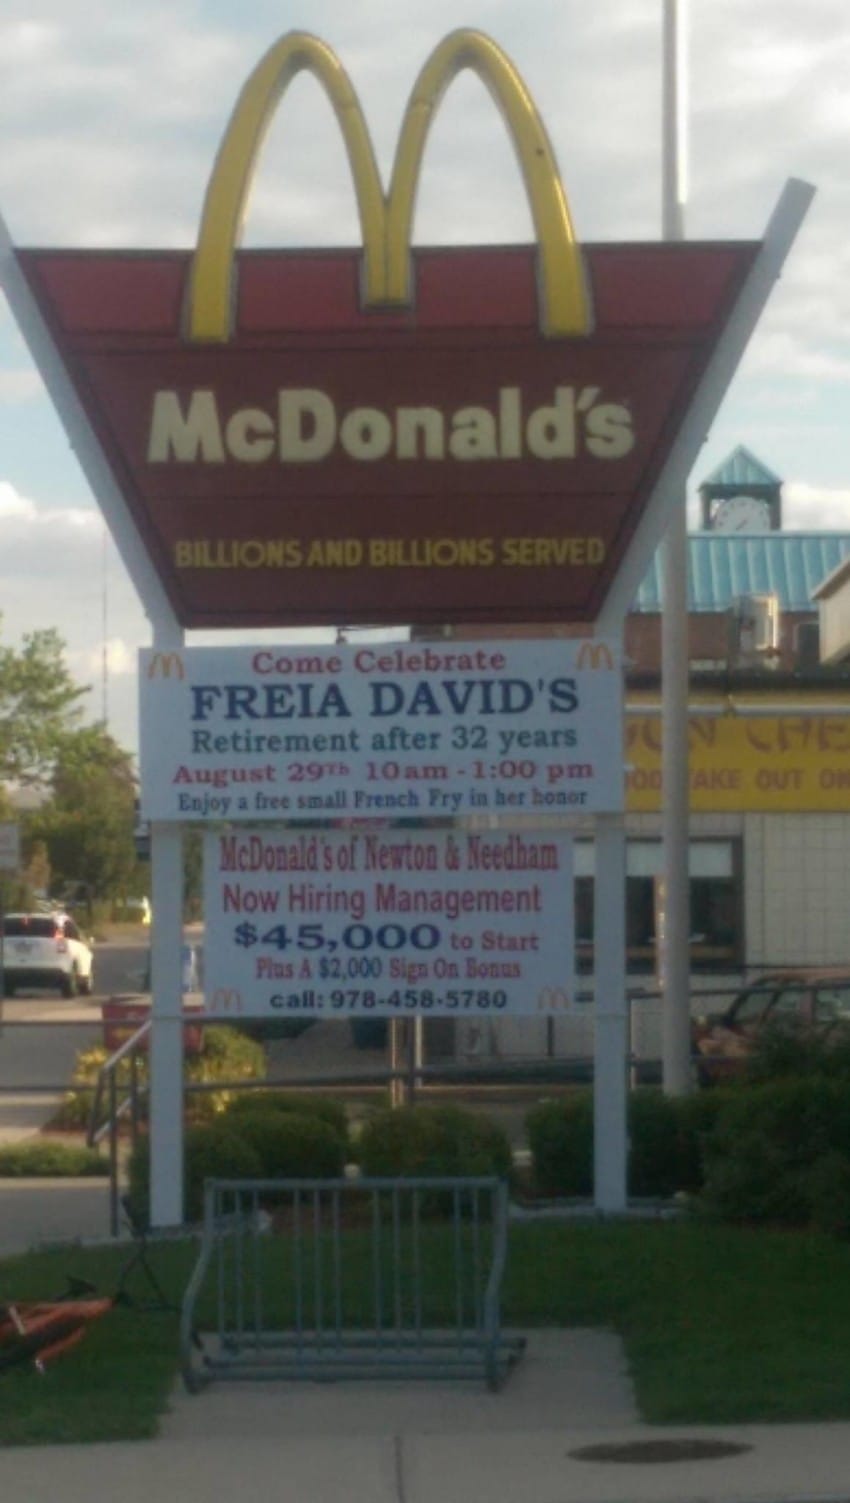 McDonald's
BILLIONS AND BILLIONS SERVED
Come Celebrate
FREIA DAVID'S
Retirement after 32 years
August 29Th 10am - 1:00 pm
Enjoy a free small French Fry in her honor
McDonald's of Newton & Needham
Now Hiring Management
$45,000 to Start
Plus A $2,000 Sign On Bonus
call: 978-458-5780
TAKE OUT